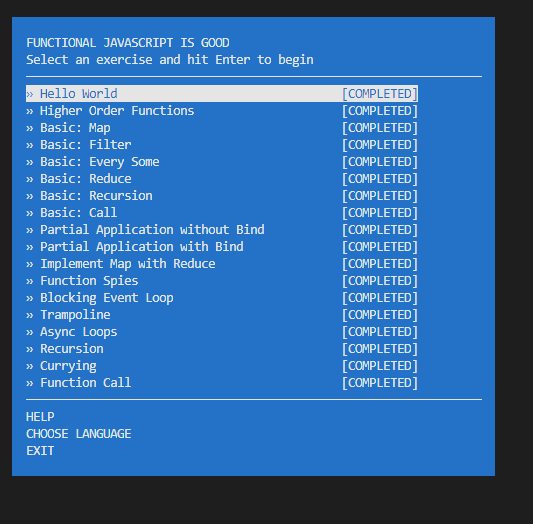 FUNCTIONAL JAVASCRIPT IS GOOD
Select an exercise and hit Enter to begin
» Hello World [COMPLETED]
» Higher Order Functions [COMPLETED]
» Basic: Map [COMPLETED]
» Basic: Filter [COMPLETED]
» Basic: Every Some [COMPLETED]
» Basic: Reduce [COMPLETED]
» Basic: Recursion [COMPLETED]
» Basic: Call [COMPLETED]
» Partial Application without Bind [COMPLETED]
» Partial Application with Bind [COMPLETED]
» Implement Map with Reduce [COMPLETED]
» Function Spies [COMPLETED]
» Blocking Event Loop [COMPLETED]
» Trampoline [COMPLETED]
» Async Loops [COMPLETED]
» Recursion [COMPLETED]
» Currying [COMPLETED]
» Function Call [COMPLETED]
HELP
CHOOSE LANGUAGE
EXIT